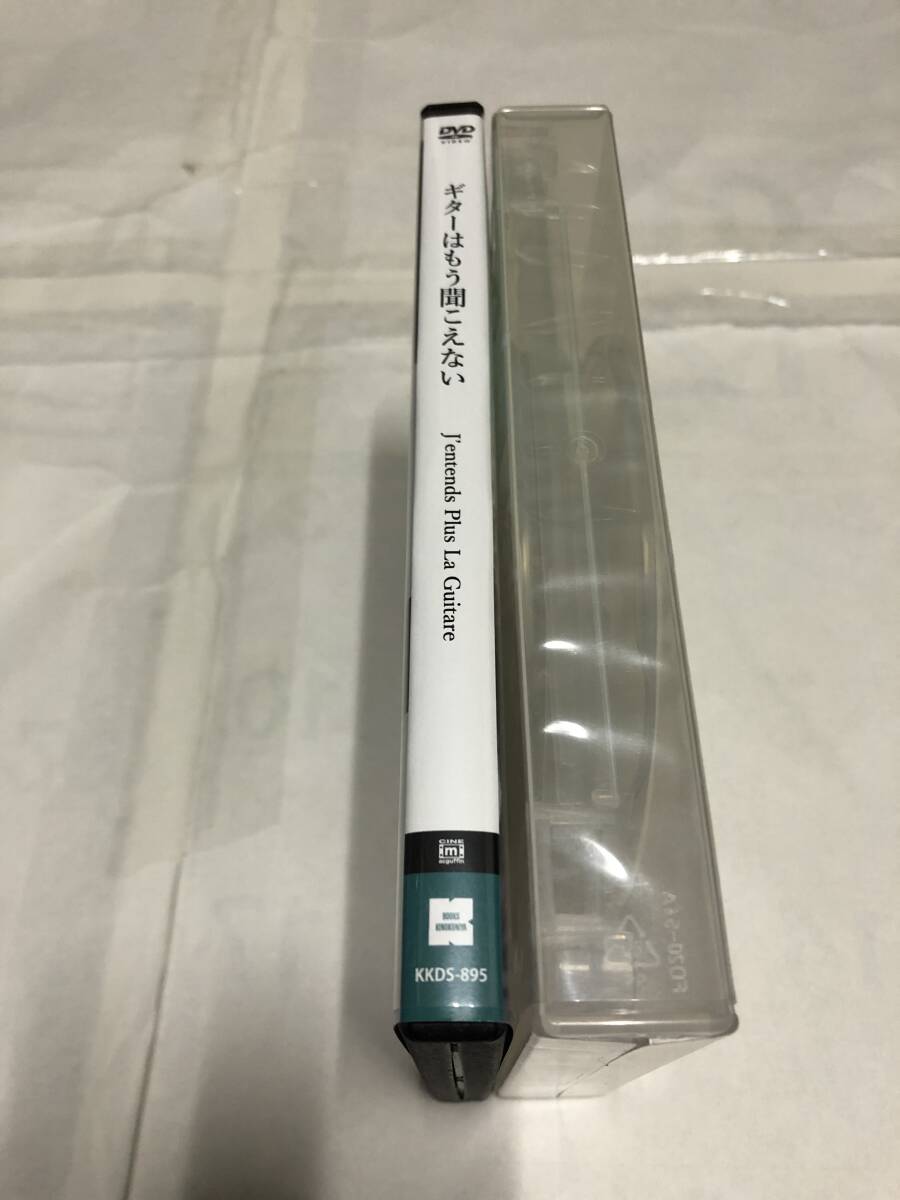 DVD
VIDEO
ギターはもう聞こえない
J'entends Plus La Guitare
CINE
m
acguffin
BOOKS
KINOKUNIYA
KKDS-895